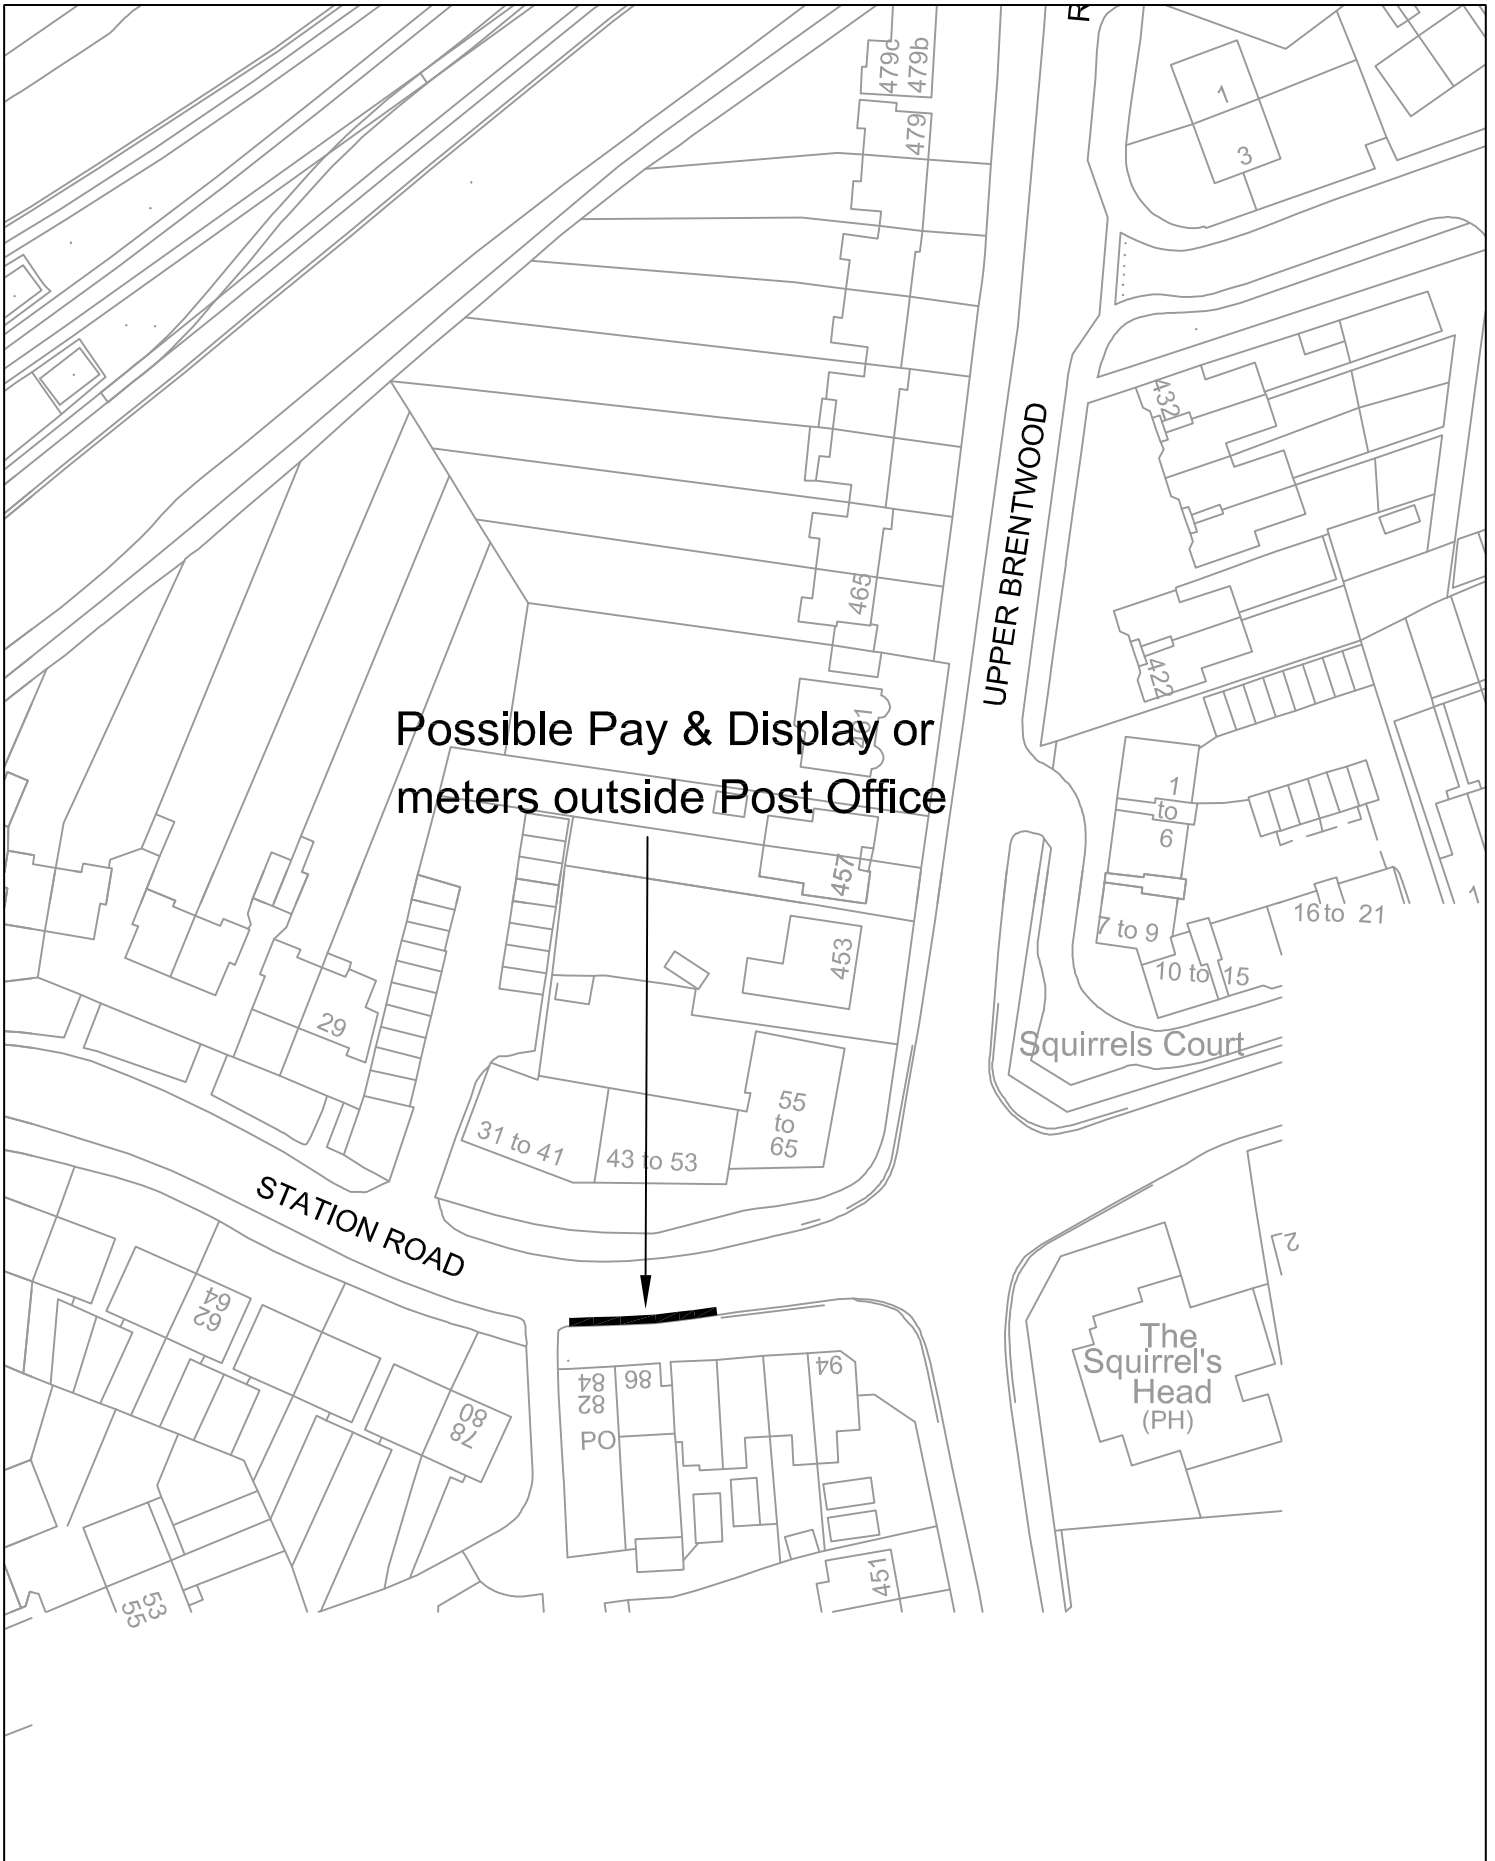 R
479c
479b
479
1
3
432
UPPER BRENTWOOD
465
422
461
Possible Pay & Display or
meters outside Post Office
1
to
6
457
7 to 9
16 to 21
1
453
10 to 15
29
Squirrels Court
55
to
65
31 to 41
43 to 53
STATION ROAD
2
64
62
The
Squirrel's
Head
(PH)
84
82
86
94
80
78
PO
451
53
55